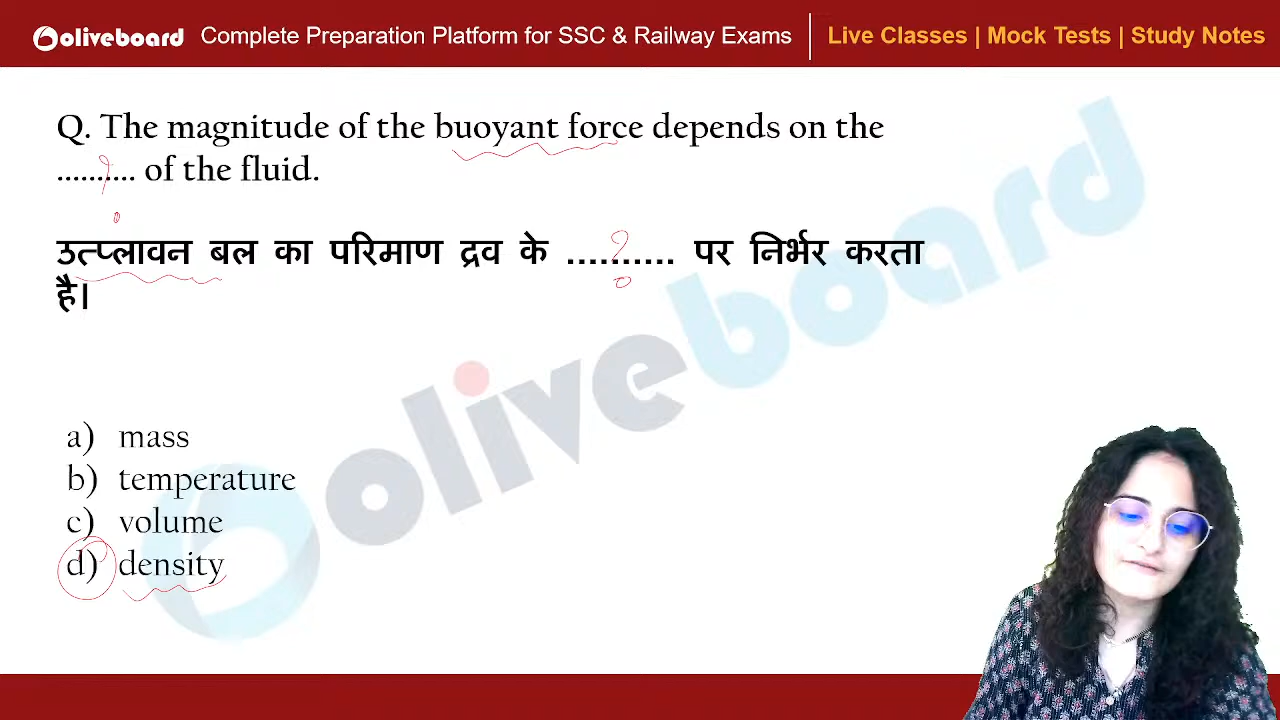 oliveboard Complete Preparation Platform for SSC & Railway Exams | Live Classes | Mock Tests | Study Notes
Q. The magnitude of the buoyant force depends on the
.......... of the fluid.
उत्प्लावन बल का परिमाण द्रव के .......... पर निर्भर करता
है।
oliveboard
a) mass
b) temperature
c) volume
d) density